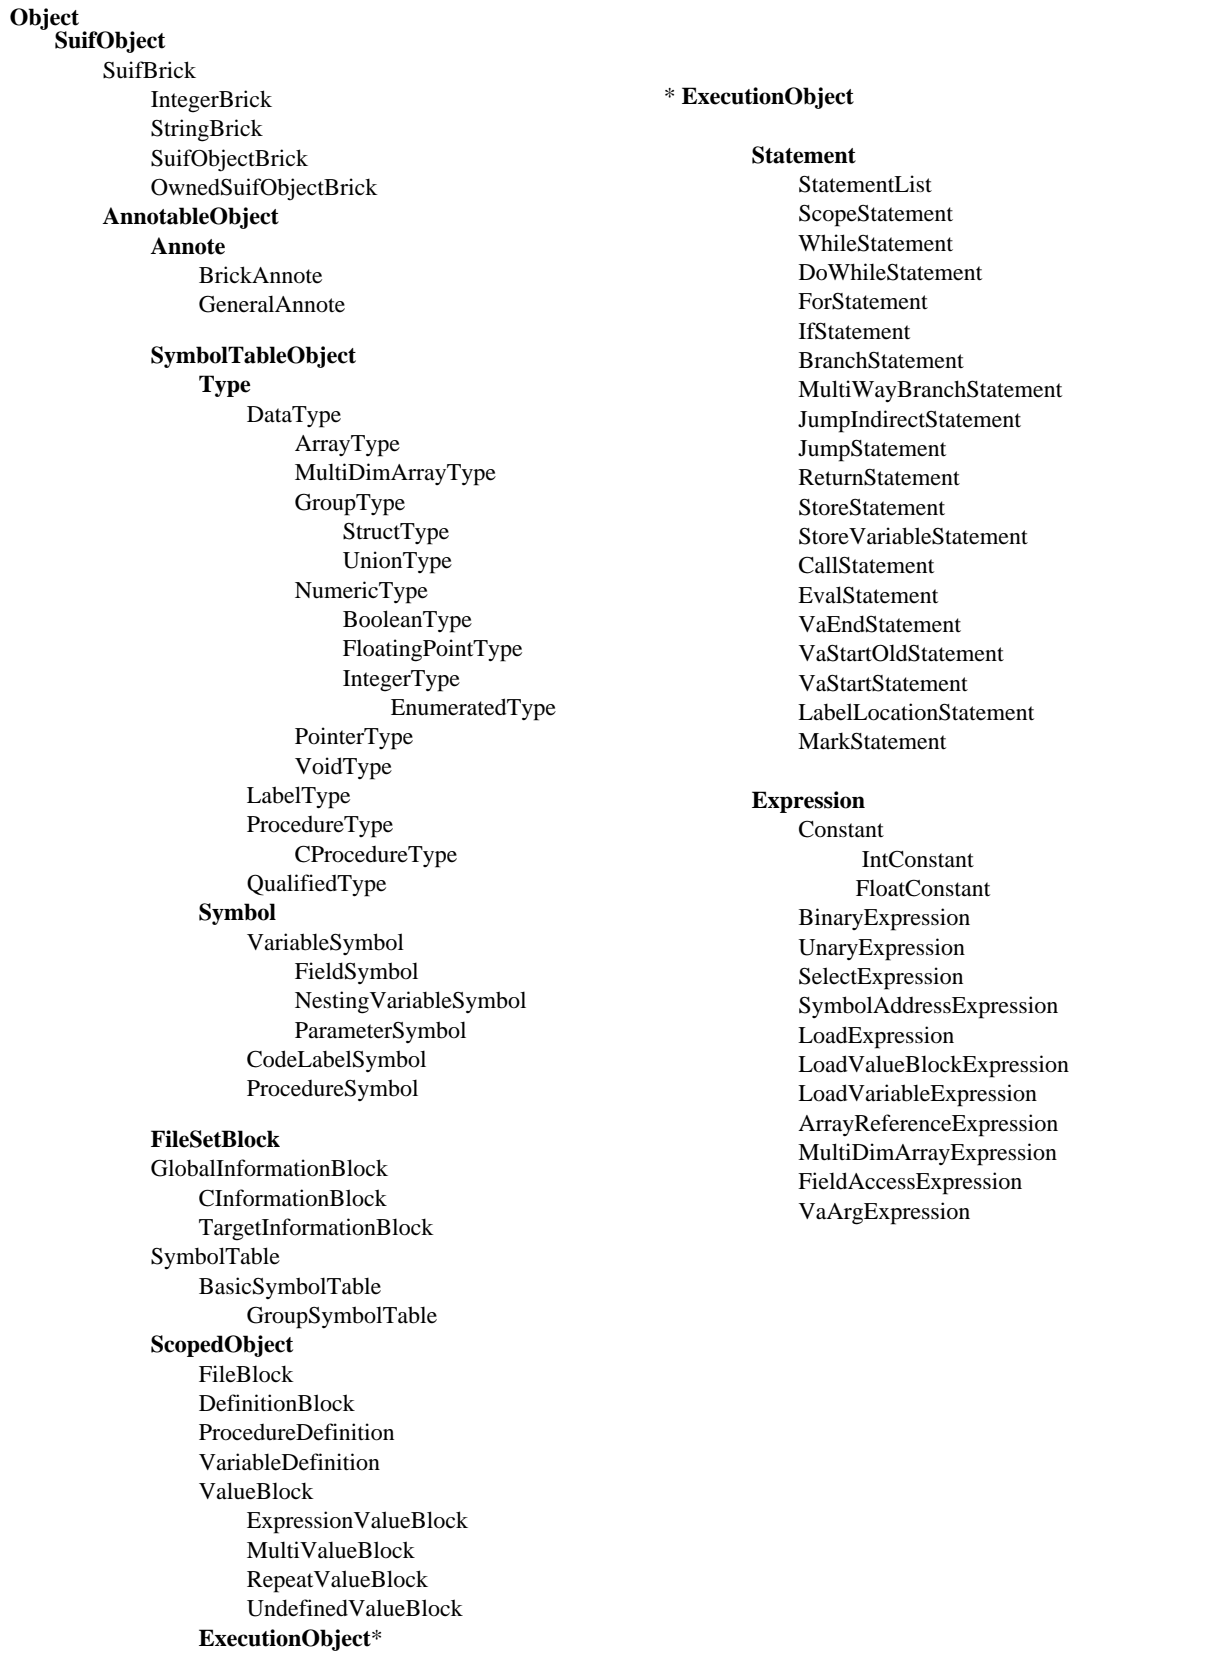 Object
SuifObject
SuifBrick
IntegerBrick
StringBrick
SuifObjectBrick
OwnedSuifObjectBrick
AnnotableObject
Annote
BrickAnnote
GeneralAnnote
SymbolTableObject
Type
DataType
ArrayType
MultiDimArrayType
GroupType
StructType
UnionType
NumericType
BooleanType
FloatingPointType
IntegerType
EnumeratedType
PointerType
VoidType
LabelType
ProcedureType
CProcedureType
QualifiedType
Symbol
VariableSymbol
FieldSymbol
NestingVariableSymbol
ParameterSymbol
CodeLabelSymbol
ProcedureSymbol
FileSetBlock
GlobalInformationBlock
CInformationBlock
TargetInformationBlock
SymbolTable
BasicSymbolTable
GroupSymbolTable
ScopedObject
FileBlock
DefinitionBlock
ProcedureDefinition
VariableDefinition
ValueBlock
ExpressionValueBlock
MultiValueBlock
RepeatValueBlock
UndefinedValueBlock
ExecutionObject*
* ExecutionObject
Statement
StatementList
ScopeStatement
WhileStatement
DoWhileStatement
ForStatement
IfStatement
BranchStatement
MultiWayBranchStatement
JumpIndirectStatement
JumpStatement
ReturnStatement
StoreStatement
StoreVariableStatement
CallStatement
EvalStatement
VaEndStatement
VaStartOldStatement
VaStartStatement
LabelLocationStatement
MarkStatement
Expression
Constant
IntConstant
FloatConstant
BinaryExpression
UnaryExpression
SelectExpression
SymbolAddressExpression
LoadExpression
LoadValueBlockExpression
LoadVariableExpression
ArrayReferenceExpression
MultiDimArrayExpression
FieldAccessExpression
VaArgExpression